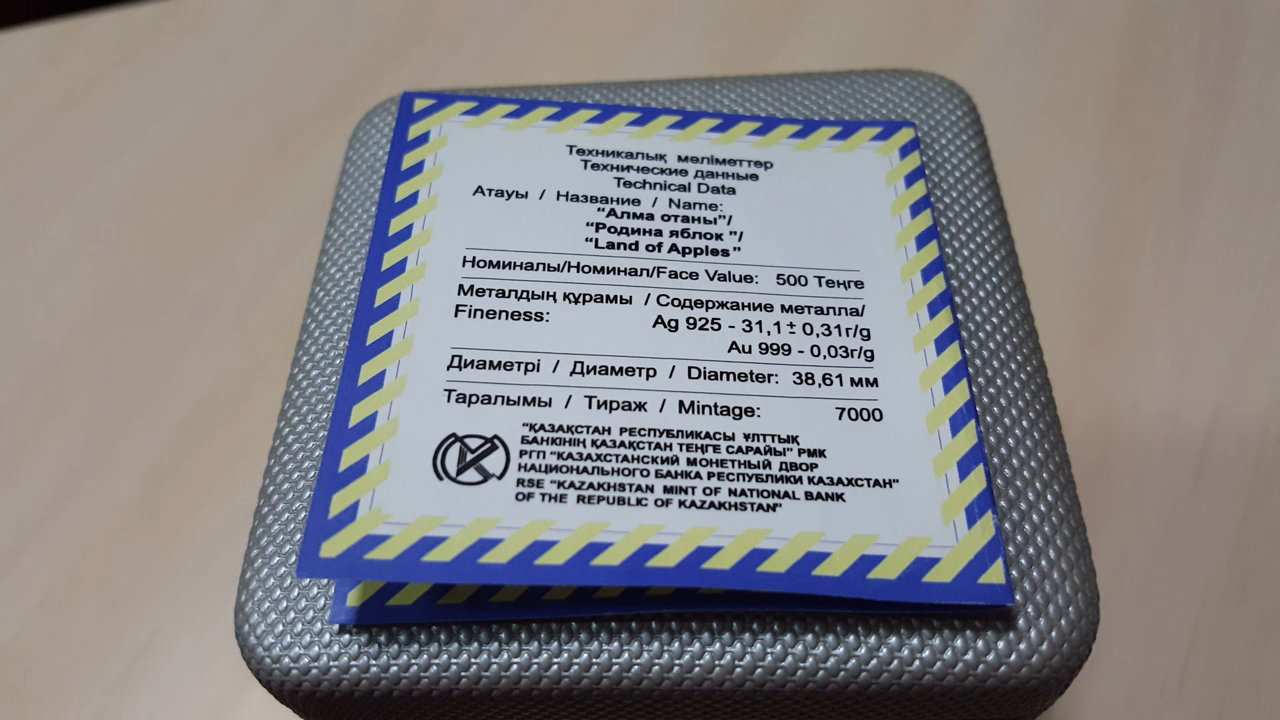 Техникалық мәліметтер
Технические данные
Technical Data
Атауы / Название / Name:
“Алма отаны”/
“Родина яблок ”/
“Land of Apples”
Номиналы/Номинал/Face Value: 500 Теңге
Металдың құрамы / Содержание металла/
Fineness: Ag 925 - 31,1 ± 0,31г/g
Au 999 - 0,03г/g
Диаметрі / Диаметр / Diameter: 38,61 мм
Таралымы / Тираж / Mintage: 7000
"ҚАЗАҚСТАН РЕСПУБЛИКАСЫ ҰЛТТЫҚ
БАНКІНІҢ ҚАЗАҚСТАН ТЕҢГЕ САРАЙЫ" РМК
РГП "КАЗАХСТАНСКИЙ МОНЕТНЫЙ ДВОР
НАЦИОНАЛЬНОГО БАНКА РЕСПУБЛИКИ КАЗАХСТАН"
RSE "KAZAKHSTAN MINT OF NATIONAL BANK
OF THE REPUBLIC OF KAZAKHSTAN"